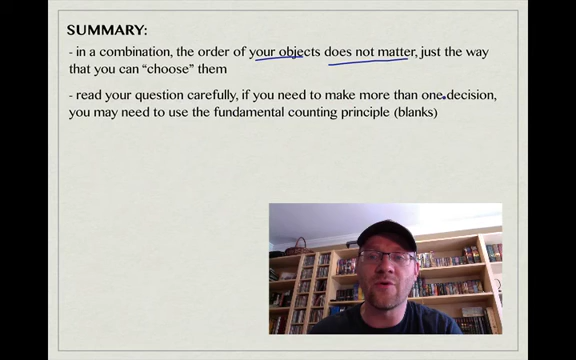 SUMMARY:
- in a combination, the order of your objects does not matter, just the way
that you can “choose” them
- read your question carefully, if you need to make more than one decision,
you may need to use the fundamental counting principle (blanks)